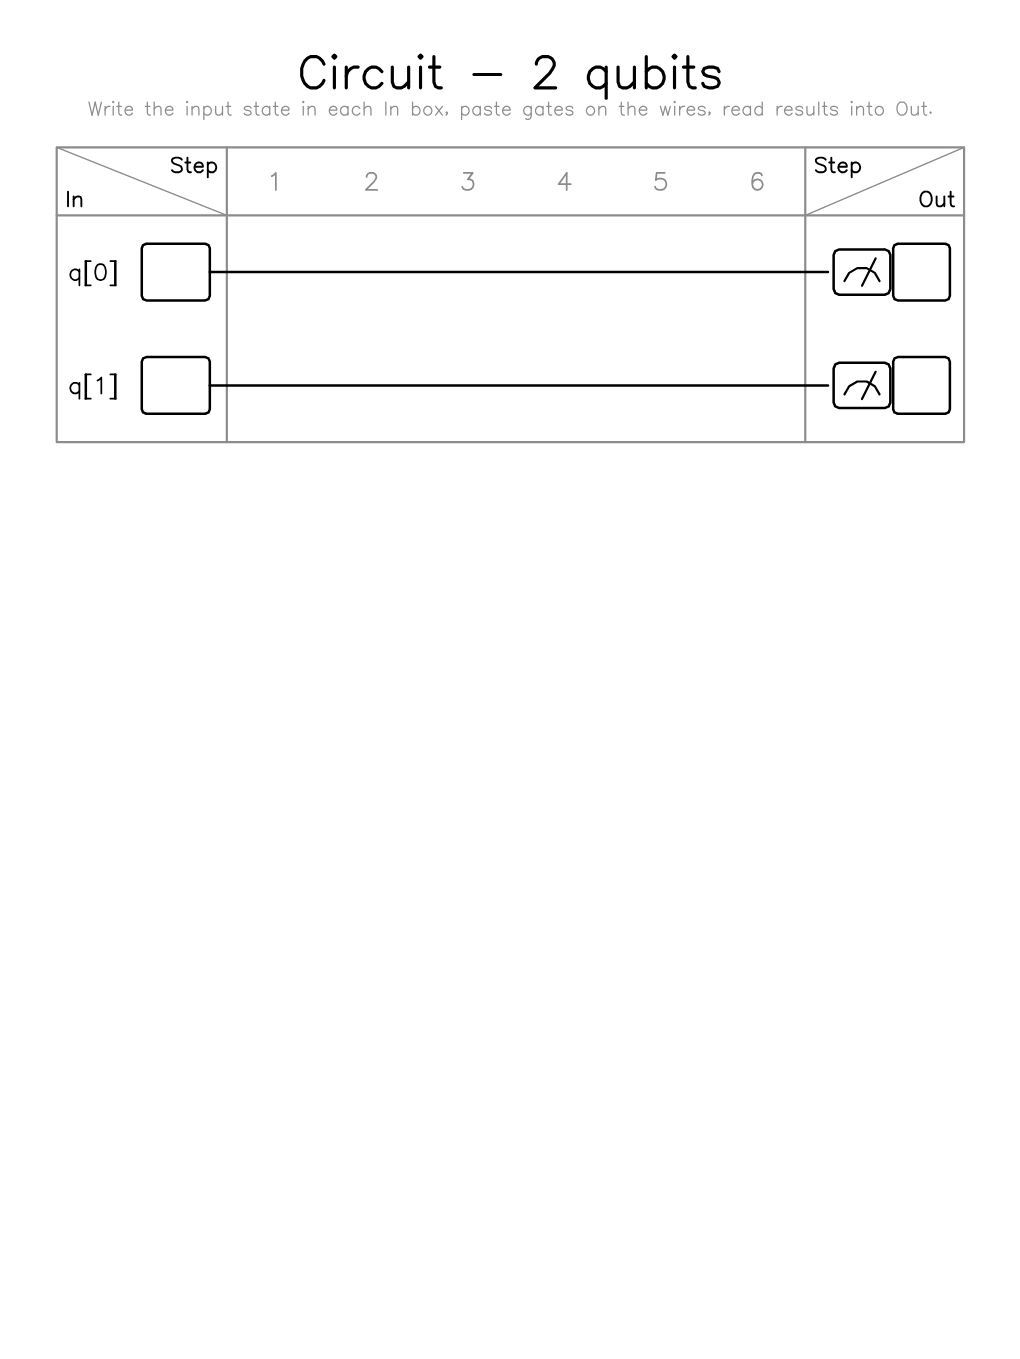 Circuit – 2 qubits
Write the input state in each In box, paste gates on the wires, read results into Out.
Step 1 2 3 4 5 6 Step
In Out
q[0]
q[1]